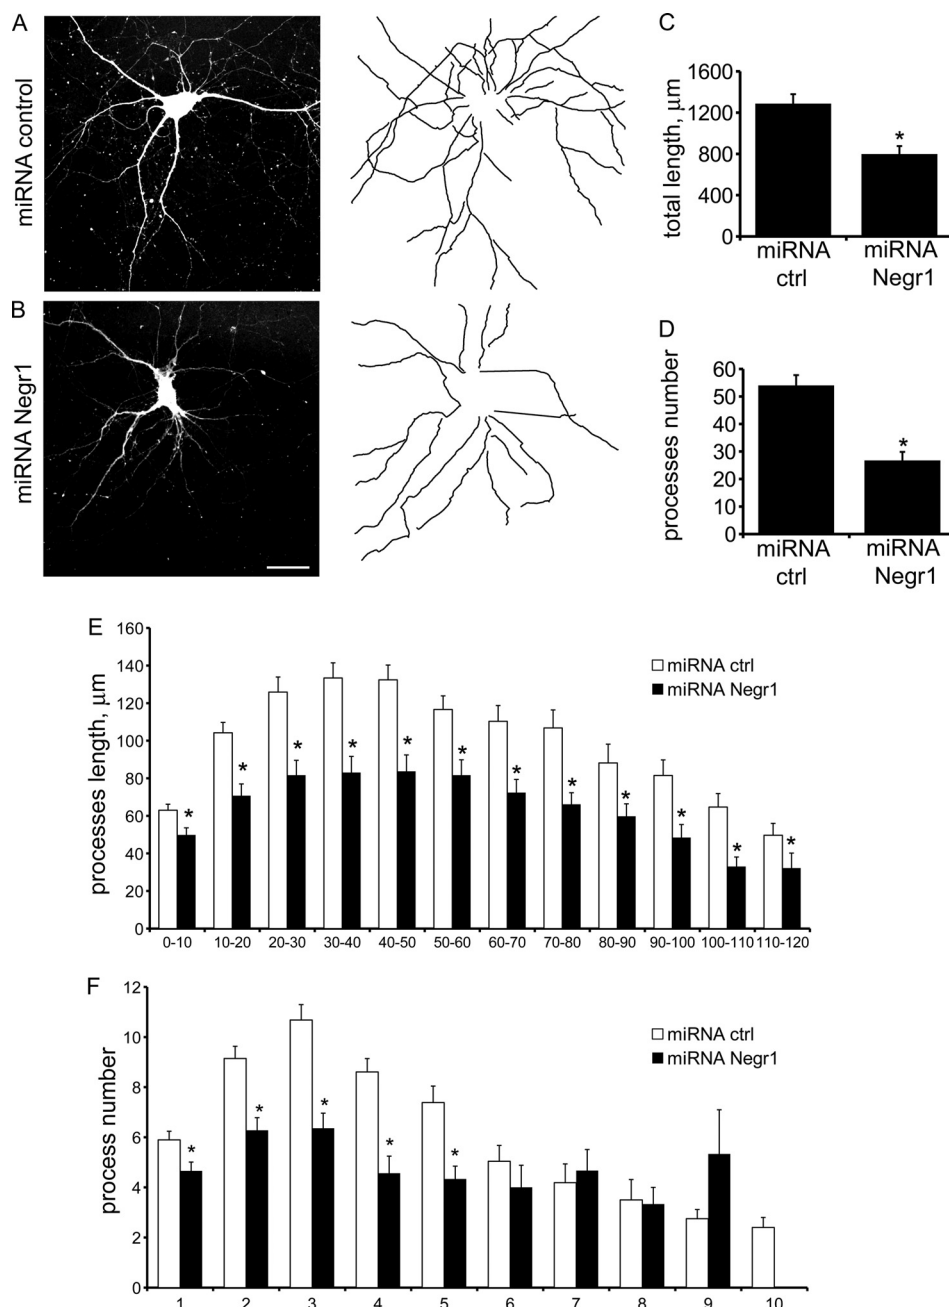 A
miRNA control
B
miRNA Negr1
C
total length, μm
1600
1200
800
400
0
*
miRNA
ctrl
miRNA
Negr1
D
processes number
60
50
40
30
20
10
0
*
miRNA
ctrl
miRNA
Negr1
E
processes length, μm
160
140
120
100
80
60
40
20
0
miRNA ctrl
miRNA Negr1
* * * * * * * * * * * *
0-10 10-20 20-30 30-40 40-50 50-60 60-70 70-80 80-90 90-100 100-110 110-120
F
process number
12
10
8
6
4
2
0
miRNA ctrl
miRNA Negr1
* * * * *
1 2 3 4 5 6 7 8 9 10